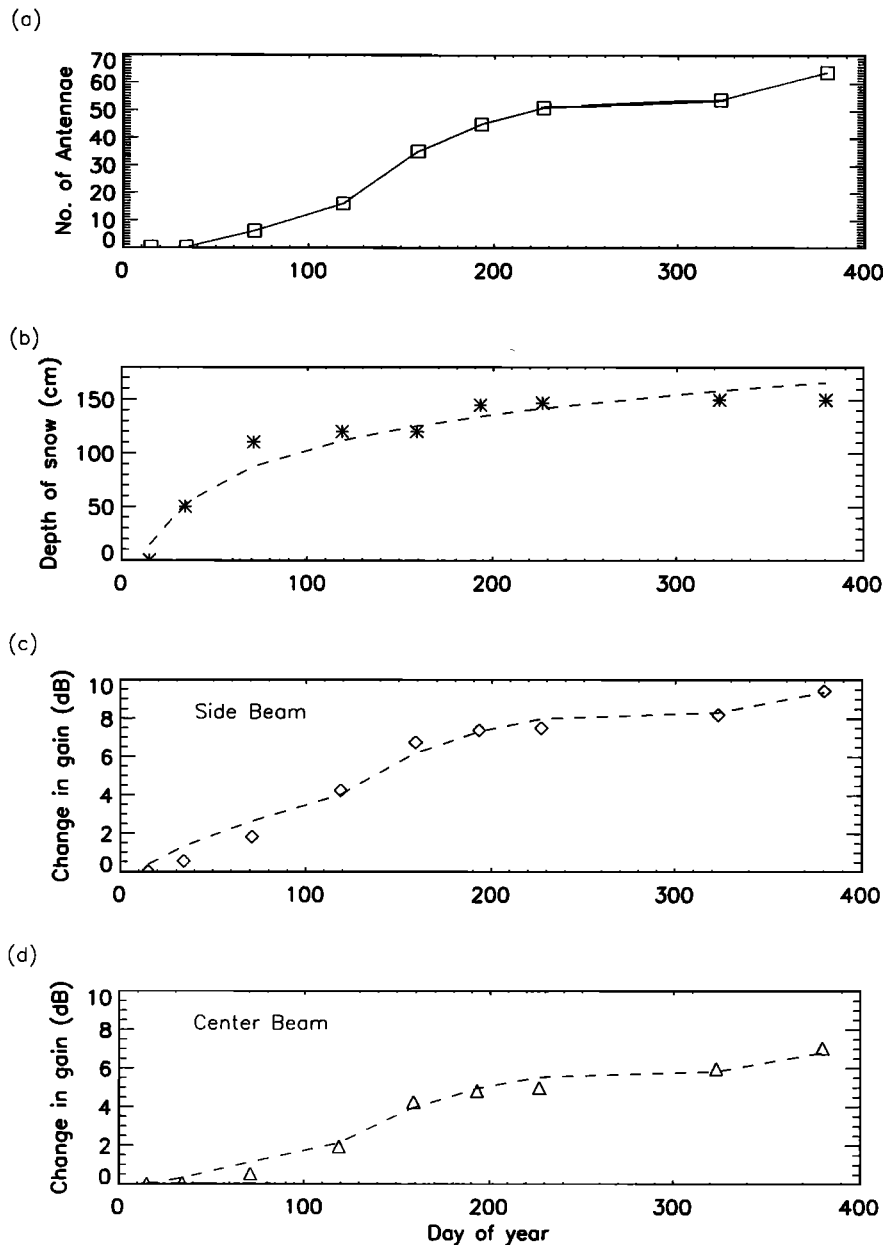 (a)
No. of Antennae
70
60
50
40
30
20
10
0
0 100 200 300 400
(b)
Depth of snow (cm)
150
100
50
0
0 100 200 300 400
(c)
Change in gain (dB)
10
8
6
4
2
0
Side Beam
0 100 200 300 400
(d)
Change in gain (dB)
10
8
6
4
2
0
Center Beam
0 100 200 300 400
Day of year